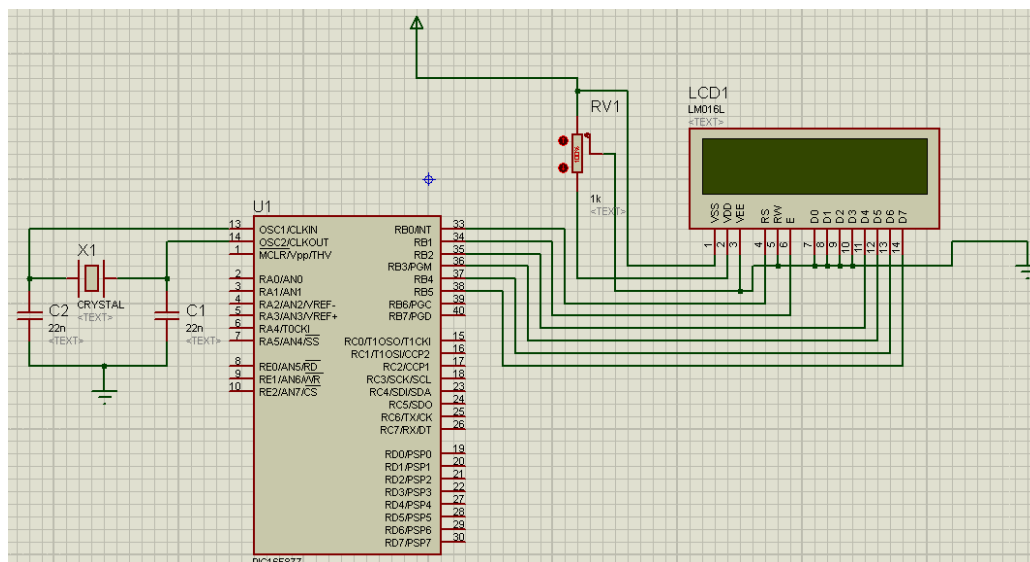 LCD1
LM016L
<TEXT>
RV1
100%
1k
<TEXT>
VSS VDD VEE RS RW E D0 D1 D2 D3 D4 D5 D6 D7
1 2 3 4 5 6 7 8 9 10 11 12 13 14
U1
13 OSC1/CLKIN RB0/INT 33
14 OSC2/CLKOUT RB1 34
1 MCLR/Vpp/THV RB2 35
RB3/PGM 36
2 RA0/AN0 RB4 37
3 RA1/AN1 RB5 38
4 RA2/AN2/VREF- RB6/PGC 39
5 RA3/AN3/VREF+ RB7/PGD 40
6 RA4/T0CKI
7 RA5/AN4/SS RC0/T1OSO/T1CKI 15
RC1/T1OSI/CCP2 16
8 RE0/AN5/RD RC2/CCP1 17
9 RE1/AN6/WR RC3/SCK/SCL 18
10 RE2/AN7/CS RC4/SDI/SDA 23
RC5/SDO 24
RC6/TX/CK 25
RC7/RX/DT 26
RD0/PSP0 19
RD1/PSP1 20
RD2/PSP2 21
RD3/PSP3 22
RD4/PSP4 27
RD5/PSP5 28
RD6/PSP6 29
RD7/PSP7 30
X1
CRYSTAL
<TEXT>
C2
22n
<TEXT>
C1
22n
<TEXT>